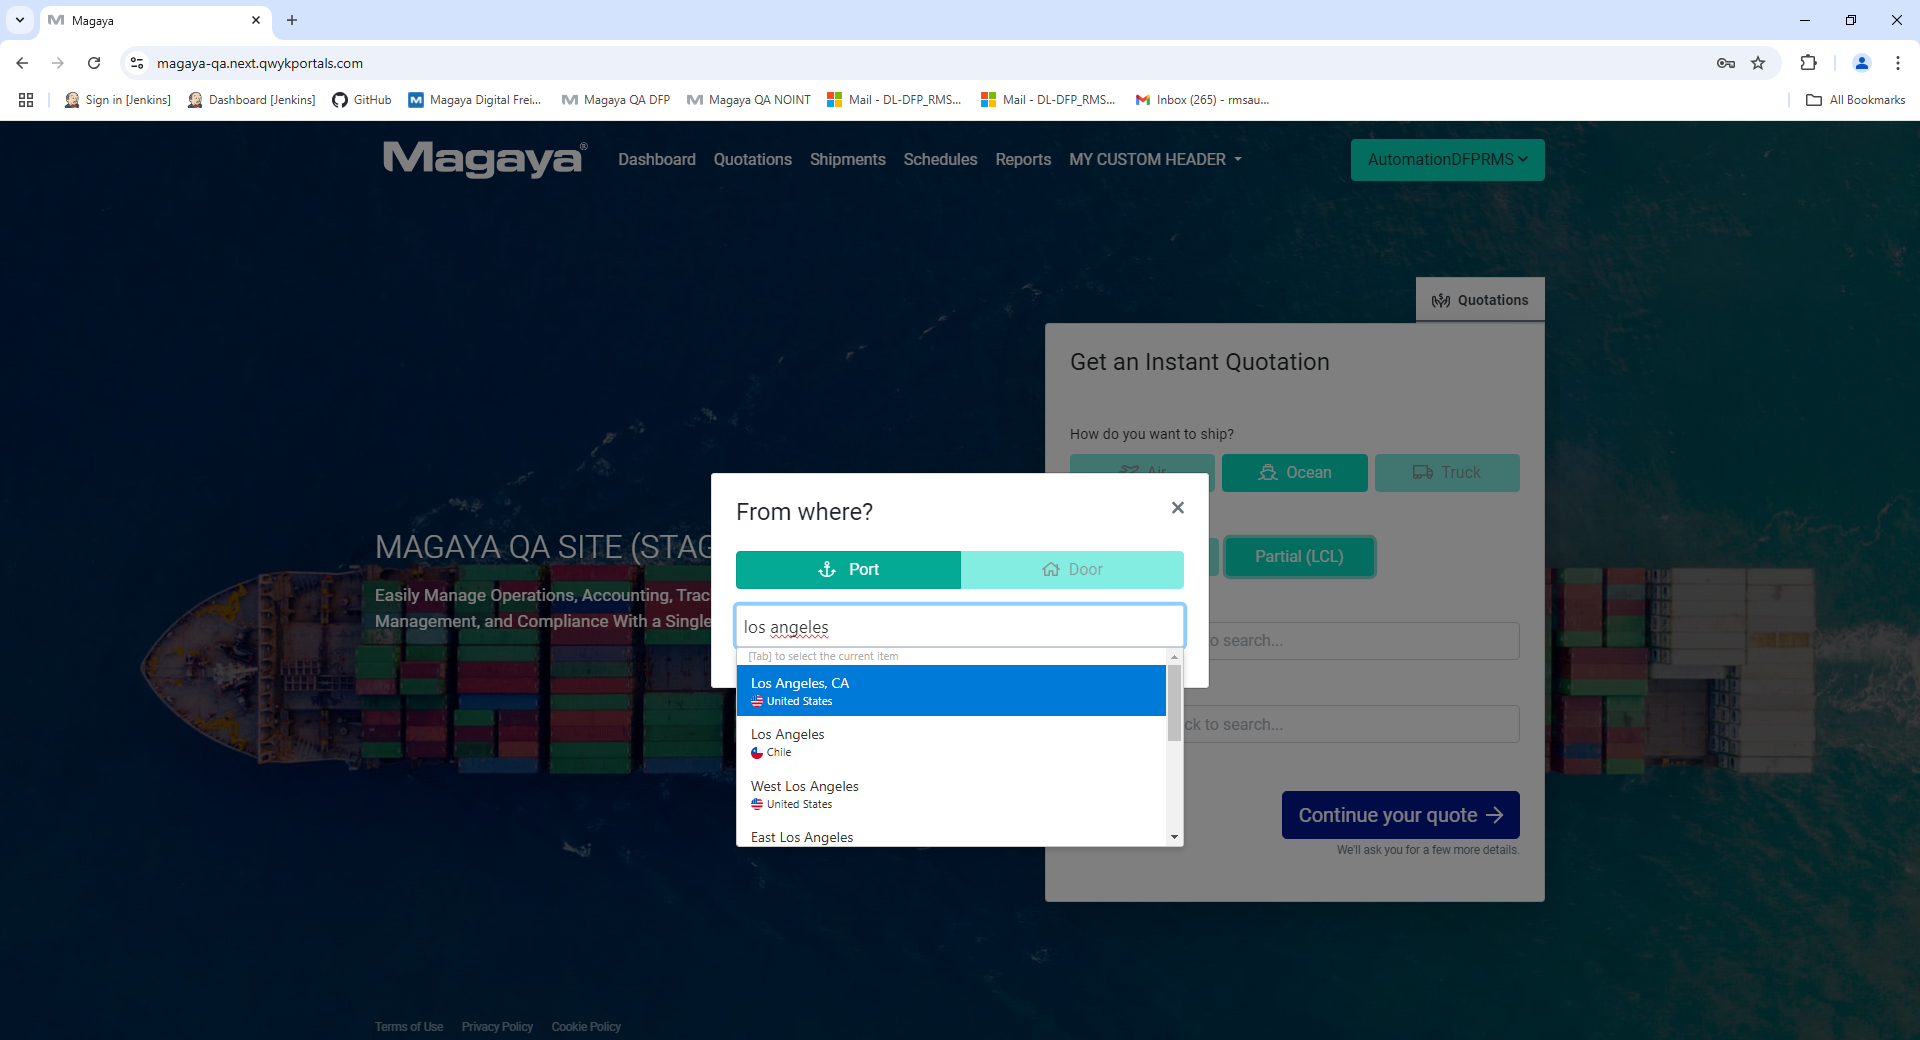 Magaya
magaya-qa.next.qwykportals.com
Sign in [Jenkins]
Dashboard [Jenkins]
GitHub
Magaya Digital Frei...
Magaya QA DFP
Magaya QA NOINT
Mail - DL-DFP_RMS...
Mail - DL-DFP_RMS...
Inbox (265) - rmsau...
All Bookmarks
Magaya®
Dashboard
Quotations
Shipments
Schedules
Reports
MY CUSTOM HEADER
AutomationDFPRMS
Quotations
Get an Instant Quotation
How do you want to ship?
Air
Ocean
Truck
Partial (LCL)
to search...
ck to search...
Continue your quote
We'll ask you for a few more details.
MAGAYA QA SITE (STAG
Easily Manage Operations, Accounting, Trac
Management, and Compliance With a Single
From where?
Port
Door
los angeles
[Tab] to select the current item
Los Angeles, CA
United States
Los Angeles
Chile
West Los Angeles
United States
East Los Angeles
Terms of Use
Privacy Policy
Cookie Policy